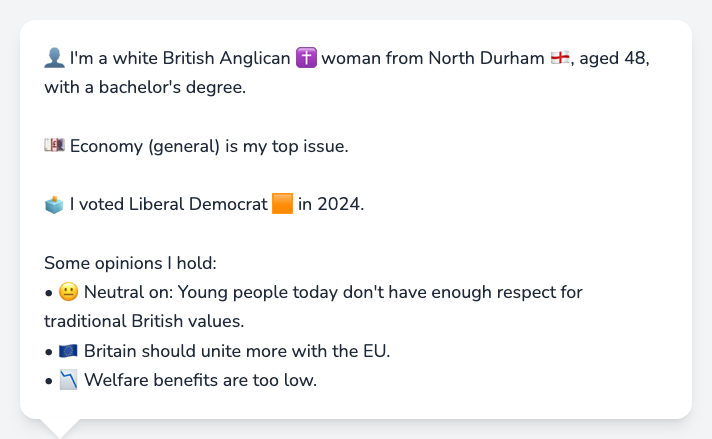 👤 I'm a white British Anglican ✝️ woman from North Durham 🏴󠁧󠁢󠁥󠁮󠁧󠁿, aged 48,
with a bachelor's degree.
💷 Economy (general) is my top issue.
🗳️ I voted Liberal Democrat 🟧 in 2024.
Some opinions I hold:
• 😐 Neutral on: Young people today don't have enough respect for
traditional British values.
• 🇪🇺 Britain should unite more with the EU.
• 📉 Welfare benefits are too low.